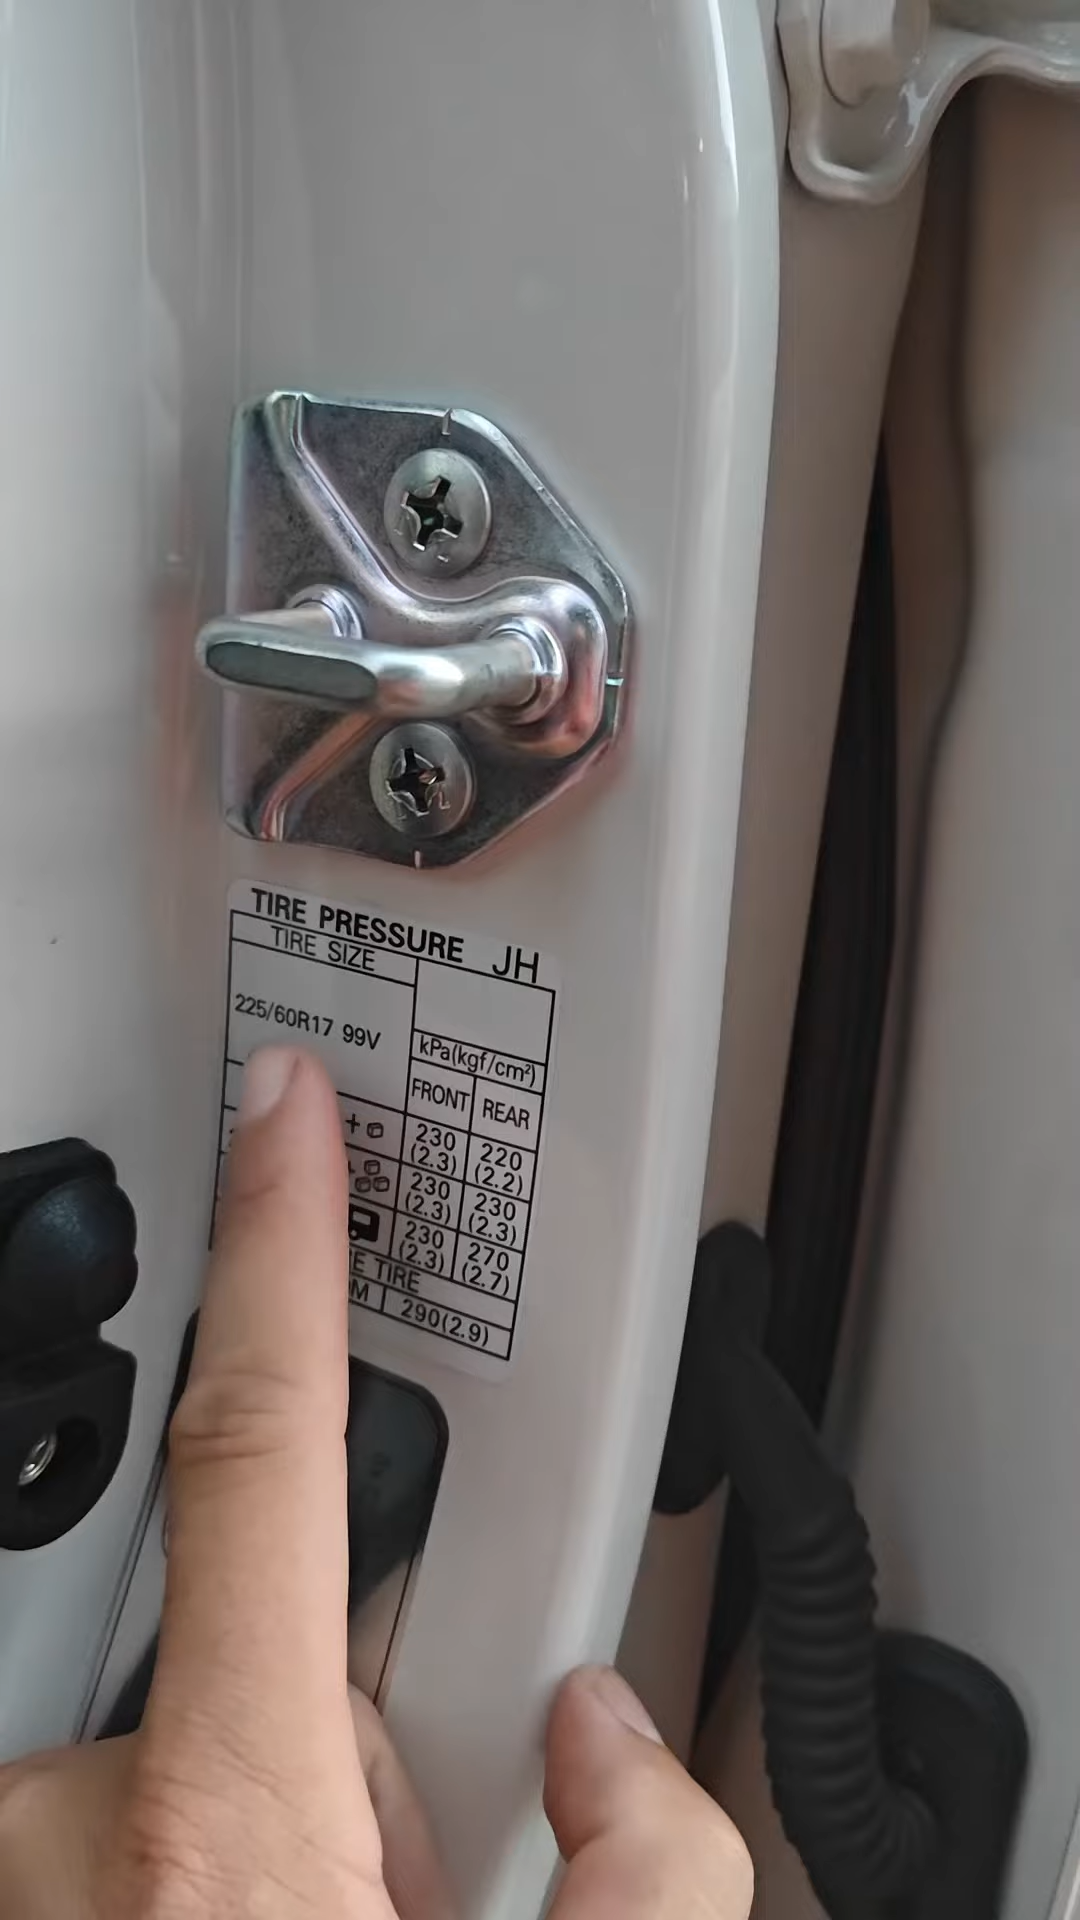 TIRE PRESSURE JH
TIRE SIZE
225/60R17 99V
kPa(kgf/cm²)
FRONT REAR
+ 230 (2.3) 220 (2.2)
230 (2.3) 230 (2.3)
230 (2.3) 270 (2.7)
TIRE
290(2.9)